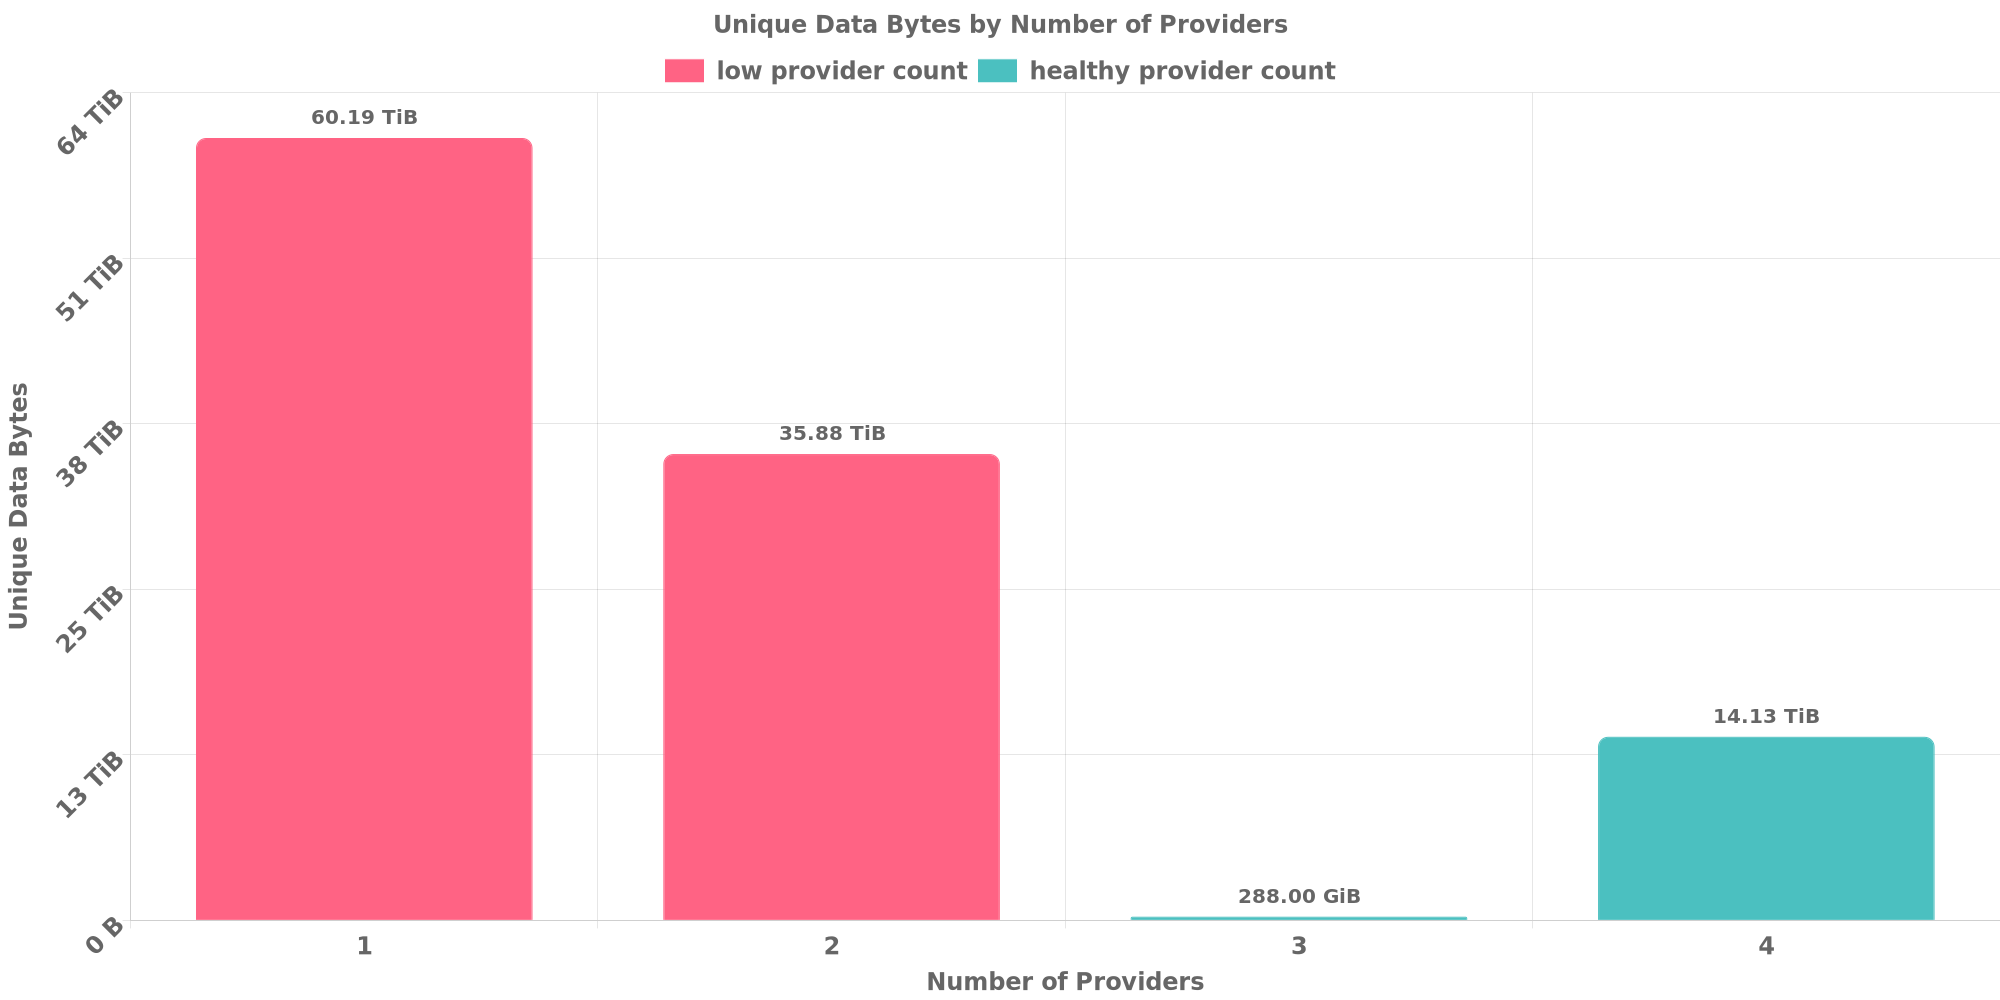 Unique Data Bytes by Number of Providers
low provider count healthy provider count
64 TiB
60.19 TiB
51 TiB
38 TiB
35.88 TiB
25 TiB
14.13 TiB
13 TiB
288.00 GiB
0 B
Unique Data Bytes
1 2 3 4
Number of Providers